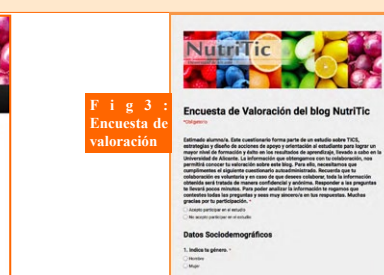 F i g 3 :
Encuesta de
valoración
NutriTic
Encuesta de Valoración del blog NutriTic
*Obligatorio
Estimado alumno/a. Este cuestionario forma parte de un estudio sobre TICS,
estrategias y diseño de acciones de apoyo y orientación al estudiante para lograr un
mayor nivel de formación y éxito en los resultados de aprendizaje, llevado a cabo en la
Universidad de Alicante. La información que obtengamos con tu colaboración, nos
permitirá conocer tu valoración sobre este blog. Para ello, necesitamos que
cumplimentes el siguiente cuestionario autoadministrado. Recuerda que tu
colaboración es voluntaria y en caso de que desees colaborar, toda la información
obtenida será tratada de manera confidencial y anónima. Responder a las preguntas
te llevará pocos minutos. Para poder analizar la información te rogamos que
contestes todas las preguntas y seas muy sincero/a en tus respuestas. Muchas
gracias por tu participación. *
Acepto participar en el estudio
No acepto participar en el estudio
Datos Sociodemográficos
1. Indica tu género. *
Hombre
Mujer